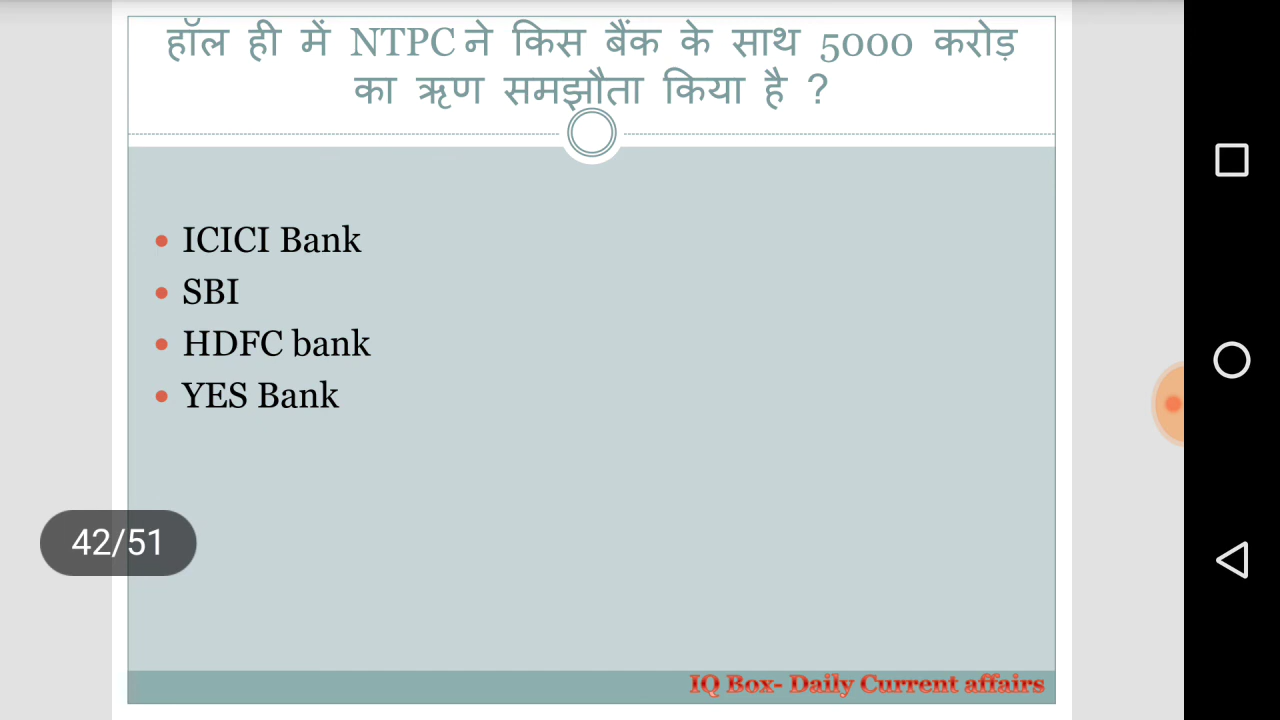 हॉल ही में NTPC ने किस बैंक के साथ 5000 करोड़
का ऋण समझौता किया है ?
ICICI Bank
SBI
HDFC bank
YES Bank
42/51
IQ Box- Daily Current affairs